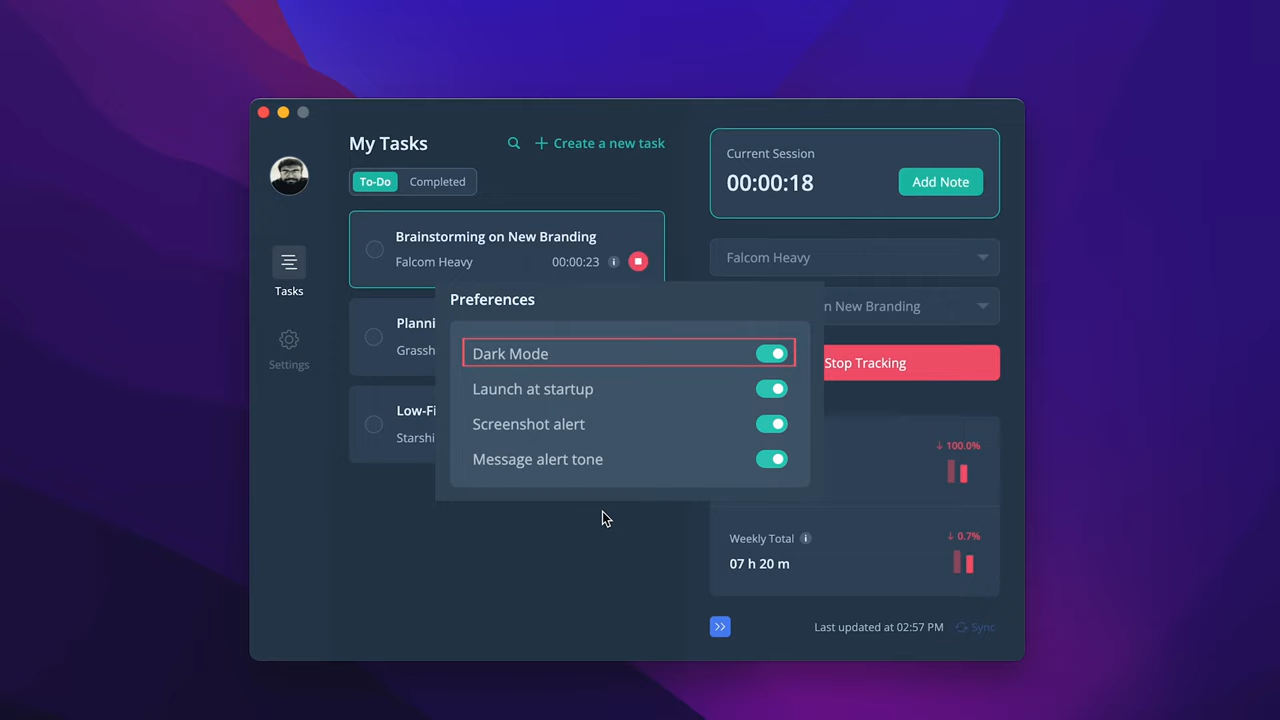 My Tasks
Create a new task
To-Do
Completed
Brainstorming on New Branding
Falcom Heavy
00:00:23
Planni
Grassh
Low-Fi
Starshi
Tasks
Settings
Preferences
Dark Mode
Launch at startup
Screenshot alert
Message alert tone
Current Session
00:00:18
Add Note
Falcom Heavy
n New Branding
Stop Tracking
↓ 100.0%
Weekly Total
07 h 20 m
↓ 0.7%
Last updated at 02:57 PM
Sync